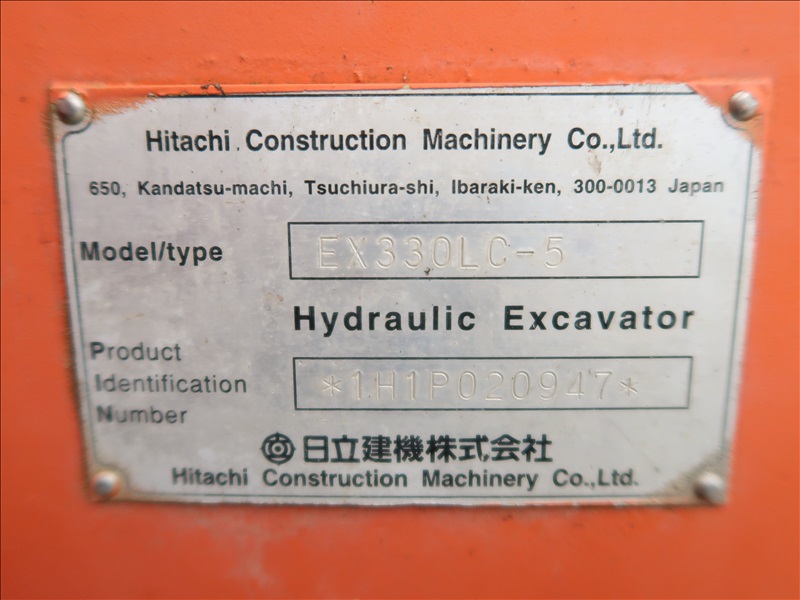 Hitachi Construction Machinery Co.,Ltd.
650, Kandatsu-machi, Tsuchiura-shi, Ibaraki-ken, 300-0013 Japan
Model/type EX330LC-5
Hydraulic Excavator
Product
Identification
Number
*1H1P020947*
日立建機株式会社
Hitachi Construction Machinery Co.,Ltd.